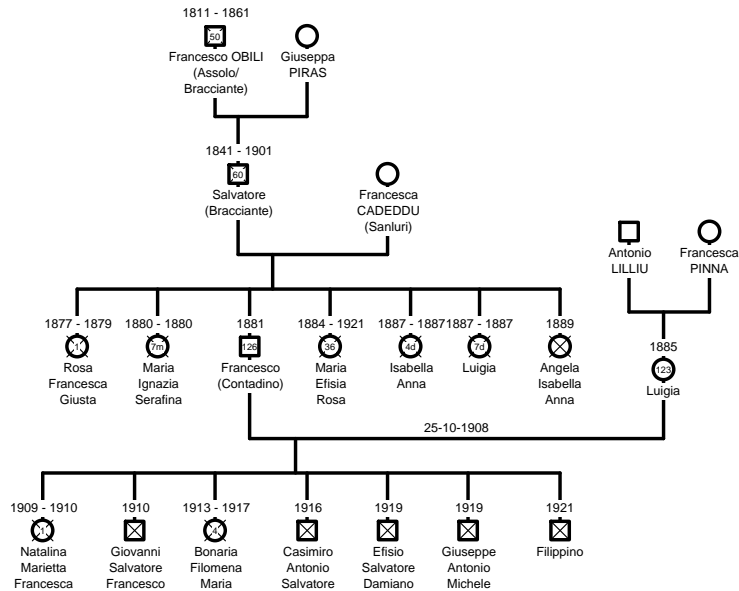 1811 - 1861
50
Francesco OBILI
(Assolo/
Bracciante)
Giuseppa
PIRAS
1841 - 1901
60
Salvatore
(Bracciante)
Francesca
CADEDDU
(Sanluri)
Antonio
LILLIU
Francesca
PINNA
1877 - 1879
1
Rosa
Francesca
Giusta
1880 - 1880
7m
Maria
Ignazia
Serafina
1881
126
Francesco
(Contadino)
1884 - 1921
36
Maria
Efisia
Rosa
1887 - 1887
4d
Isabella
Anna
1887 - 1887
7d
Luigia
1889
Angela
Isabella
Anna
1885
123
Luigia
25-10-1908
1909 - 1910
1
Natalina
Marietta
Francesca
1910
Giovanni
Salvatore
Francesco
1913 - 1917
4
Bonaria
Filomena
Maria
1916
Casimiro
Antonio
Salvatore
1919
Efisio
Salvatore
Damiano
1919
Giuseppe
Antonio
Michele
1921
Filippino